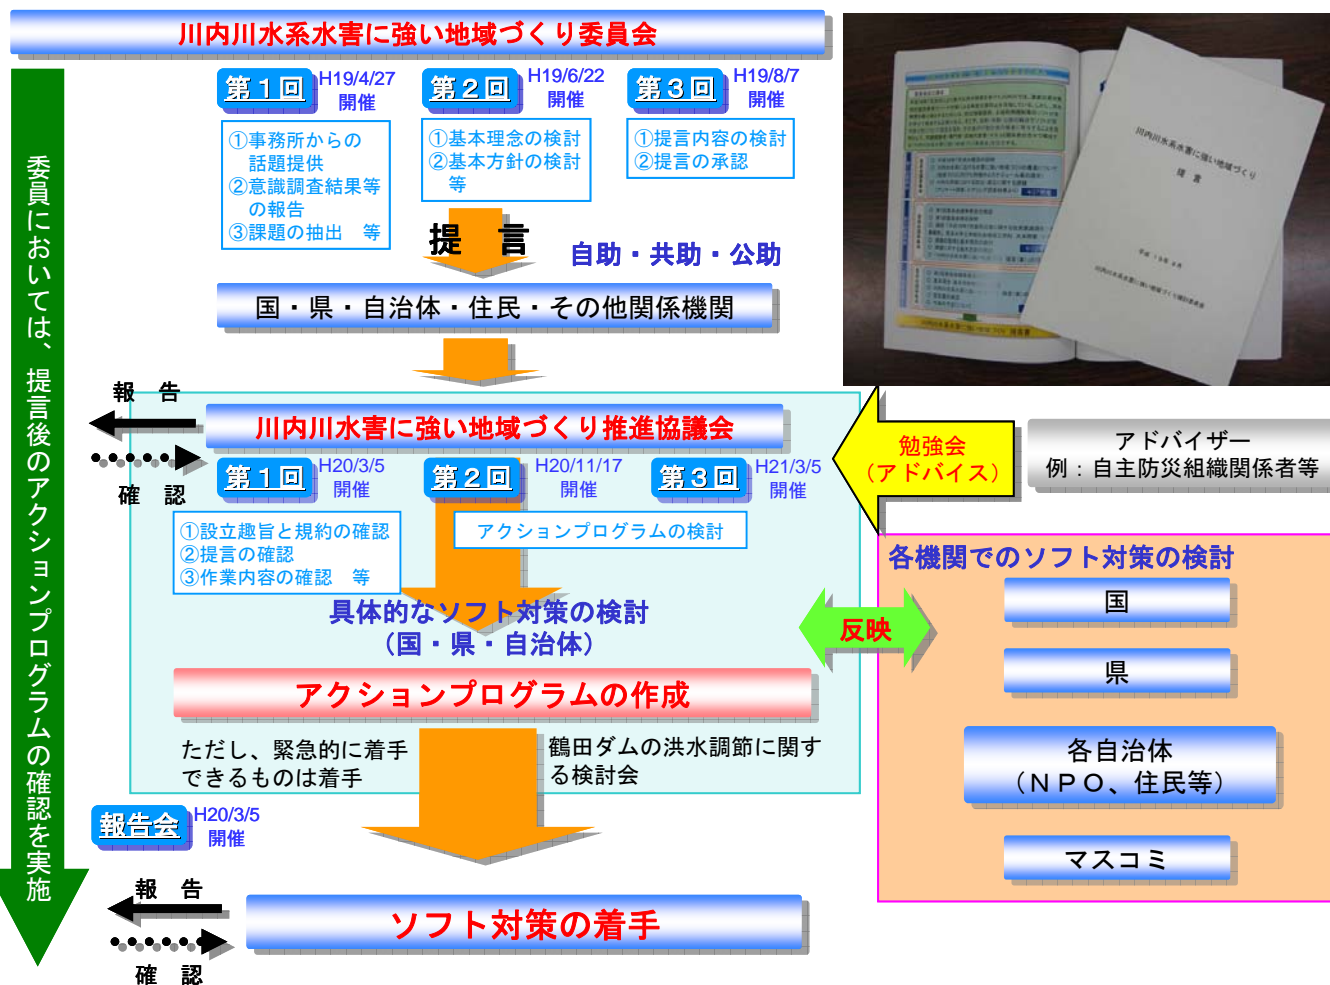 川内川水系水害に強い地域づくり委員会
第１回
H19/4/27
開催
第２回
H19/6/22
開催
第３回
H19/8/7
開催
①事務所からの
話題提供
②意識調査結果等
の報告
③課題の抽出　等
①基本理念の検討
②基本方針の検討
等
①提言内容の検討
②提言の承認
提　言
自助・共助・公助
国・県・自治体・住民・その他関係機関
川内川水系水害に強い地域づくり
提　言
平成１９年８月
委員においては、提言後のアクションプログラムの確認を実施
報　告
確　認
川内川水害に強い地域づくり推進協議会
第１回
H20/3/5
開催
第２回
H20/11/17
開催
第３回
H21/3/5
開催
①設立趣旨と規約の確認
②提言の確認
③作業内容の確認　等
アクションプログラムの検討
具体的なソフト対策の検討
（国・県・自治体）
アクションプログラムの作成
ただし、緊急的に着手
できるものは着手
鶴田ダムの洪水調節に関す
る検討会
勉強会
（アドバイス）
アドバイザー
例：自主防災組織関係者等
反映
各機関でのソフト対策の検討
国
県
各自治体
（ＮＰＯ、住民等）
マスコミ
報告会
H20/3/5
開催
報　告
確　認
ソフト対策の着手